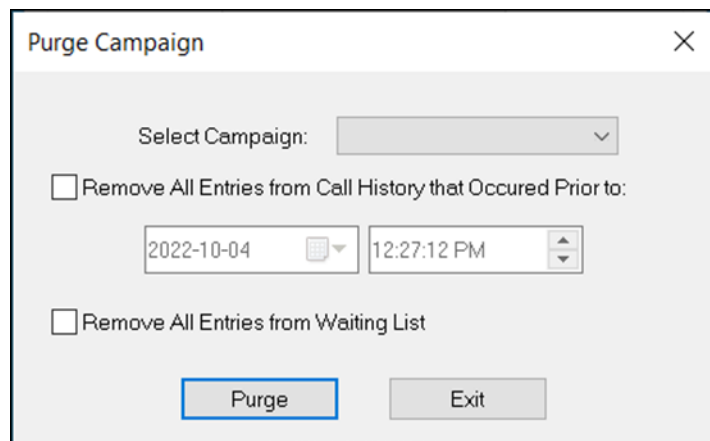 Purge Campaign
Select Campaign:
Remove All Entries from Call History that Occured Prior to:
2022-10-04 12:27:12 PM
Remove All Entries from Waiting List
Purge Exit